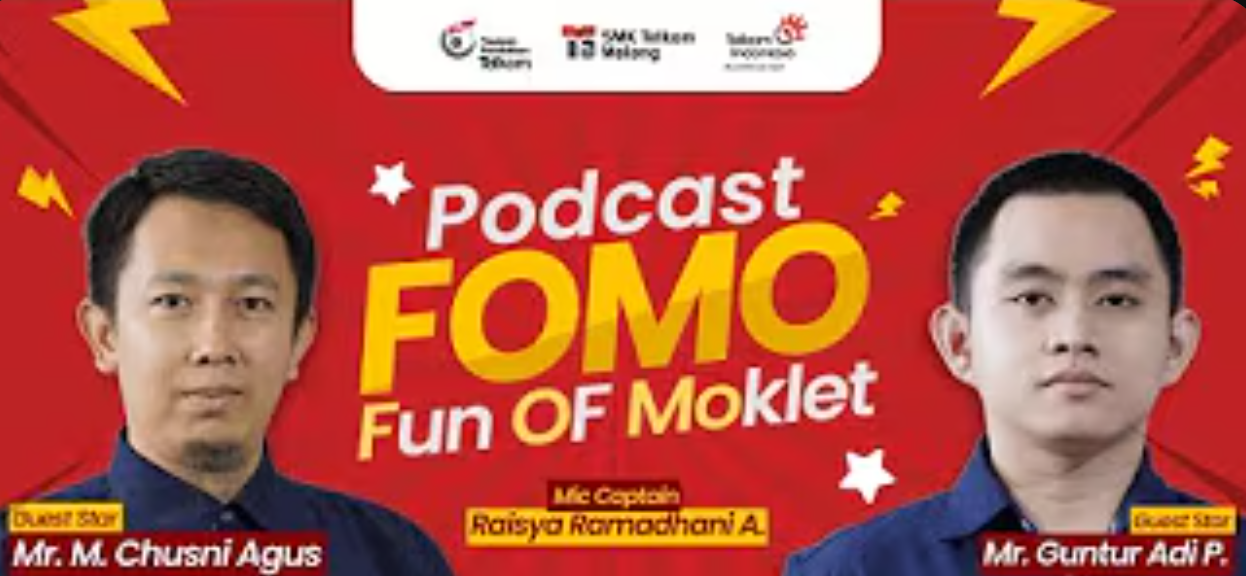 Telkom
SMK Telkom
Malang
Telkom
Indonesia
Podcast
FOMO
Fun OF Moklet
Mic Captain
Raisya Ramadhani A.
Guest Star
Mr. M. Chusni Agus
Guest Star
Mr. Guntur Adi P.